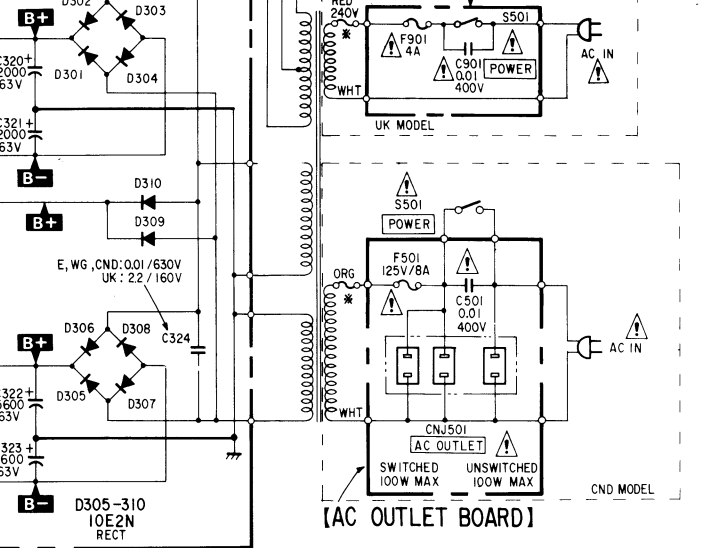 D302
D303
RED
240V
※
S501
B+
F901
4A
C901
0.01
400V
POWER
AC IN
C320 +
2000
63V
D301
D304
WHT
UK MODEL
C321 +
2000
63V
B-
D310
S501
POWER
B+
D309
E, WG, CND: 0.01/630V
UK: 2.2/160V
ORG
※
F501
125V/8A
C501
0.01
400V
C324
D306
D308
B+
AC IN
D305
D307
C322 +
5600
63V
WHT
CNJ501
AC OUTLET
C323 +
5600
63V
SWITCHED
100W MAX
UNSWITCHED
100W MAX
B-
CND MODEL
D305-310
10E2N
RECT
[AC OUTLET BOARD]